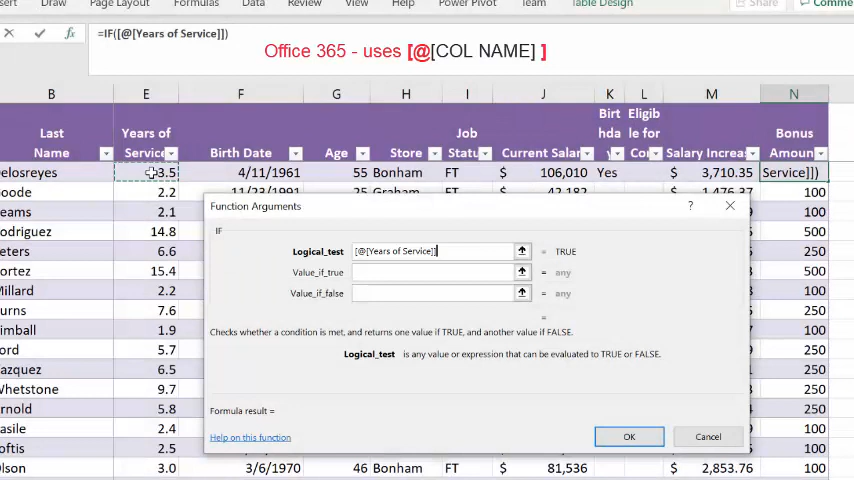 nsert Draw Page Layout Formulas Data Review View Help Power Pivot Team Table Design Share Comme
=IF([@[Years of Service]])
Office 365 - uses [@[COL NAME] ]
B E F G H I J K L M N
Last Name Years of Service Birth Date Age Store Job Statu Current Salar Birt hda y Eligib le for Co Salary Increas Bonus Amoun
elosreyes 3.5 4/11/1961 55 Bonham FT $ 106,010 Yes $ 3,710.35 Service]])
oode 2.2 11/23/1991 25 Graham FT $ 42,182 $ 1,476.37 100
eams 2.1 100
odriguez 14.8 500
eters 6.6 250
ortez 15.4 500
Millard 2.2 100
urns 7.6 250
imball 1.9 100
ord 5.7 250
azquez 6.5 250
Whetstone 9.7 250
rnold 5.8 250
asile 2.4 100
oftis 2.5 100
Olson 3.0 3/6/1970 46 Bonham FT $ 81,536 $ 2,853.76 100
Function Arguments ?
IF
Logical_test [@[Years of Service]] = TRUE
Value_if_true = any
Value_if_false = any
=
Checks whether a condition is met, and returns one value if TRUE, and another value if FALSE.
Logical_test is any value or expression that can be evaluated to TRUE or FALSE.
Formula result =
Help on this function OK Cancel